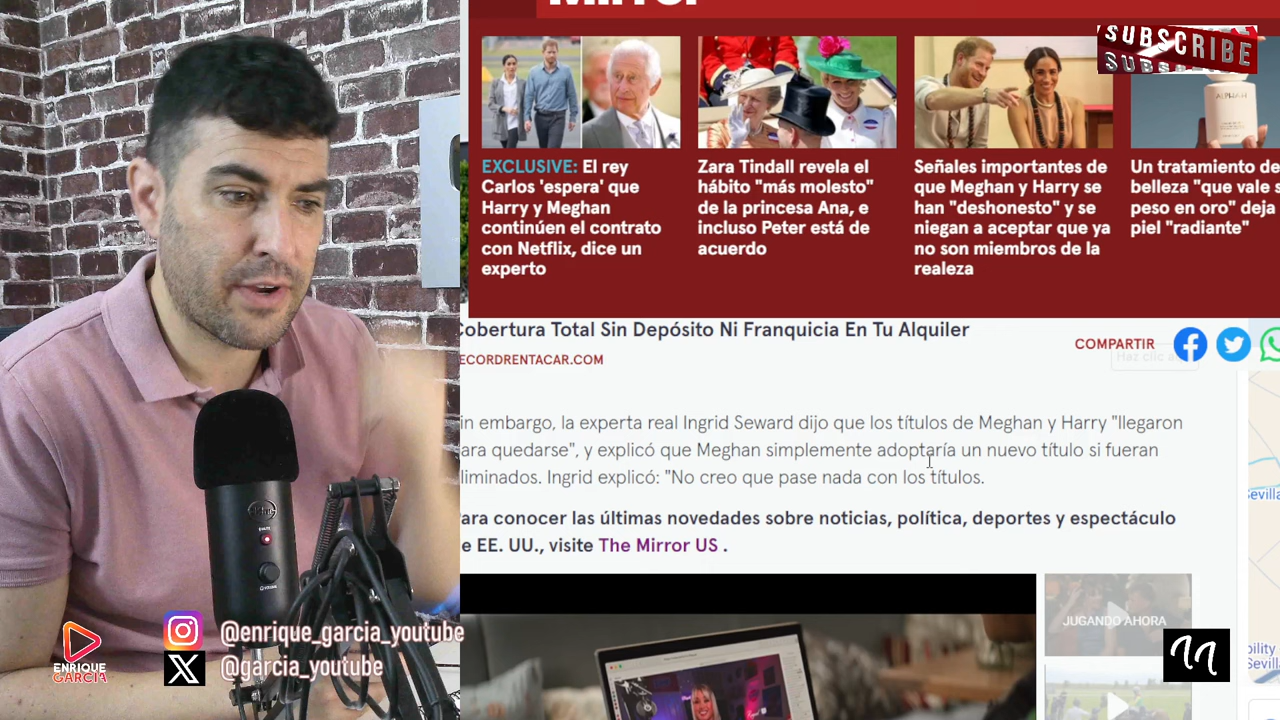 Mirror
SUBSCRIBE
EXCLUSIVE: El rey
Carlos 'espera' que
Harry y Meghan
continúen el contrato
con Netflix, dice un
experto
Zara Tindall revela el
hábito "más molesto"
de la princesa Ana, e
incluso Peter está de
acuerdo
Señales importantes de
que Meghan y Harry se
han "deshonesto" y se
niegan a aceptar que ya
no son miembros de la
realeza
Un tratamiento de
belleza "que vale s
peso en oro" deja
piel "radiante"
Cobertura Total Sin Depósito Ni Franquicia En Tu Alquiler
ECORDRENTACAR.COM
COMPARTIR
Haz clic a
in embargo, la experta real Ingrid Seward dijo que los títulos de Meghan y Harry "llegaron
ara quedarse", y explicó que Meghan simplemente adoptaría un nuevo título si fueran
liminados. Ingrid explicó: "No creo que pase nada con los títulos.
ara conocer las últimas novedades sobre noticias, política, deportes y espectáculo
e EE. UU., visite The Mirror US .
JUGANDO AHORA
Sevilla
bility
Sevilla
ENRIQUE
GARCIA
@enrique_garcia_youtube
@garcia_youtube